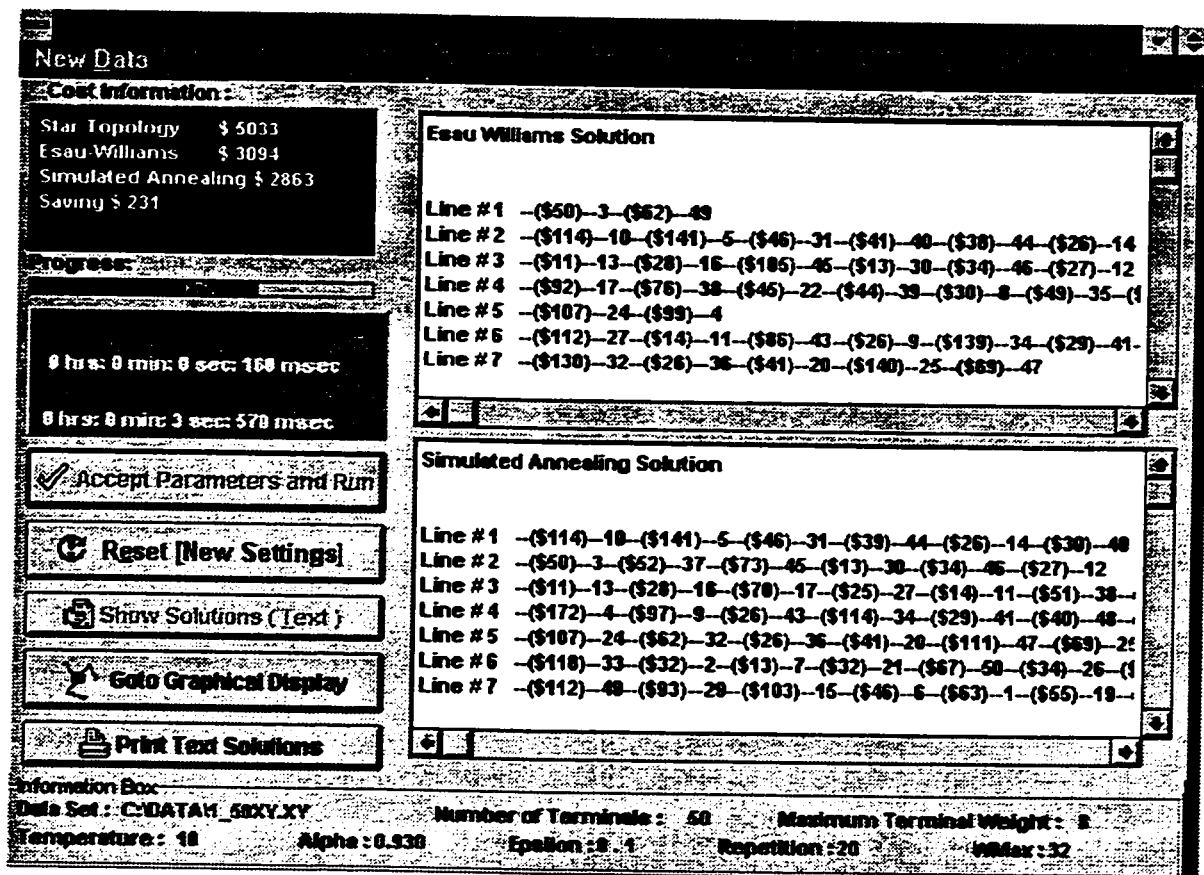 New Data
Cost Information :
Star Topology $ 5033
Esau-Williams $ 3094
Simulated Annealing $ 2863
Saving $ 231
Progress:
0 hrs: 0 min: 0 sec: 160 msec
0 hrs: 0 min: 3 sec: 570 msec
Accept Parameters and Run
Reset [New Settings]
Show Solutions (Text)
Goto Graphical Display
Print Text Solutions
Esau Williams Solution
Line #1 --($50)--3--($62)--49
Line #2 --($114)--10--($141)--5--($46)--31--($41)--40--($38)--44--($26)--14
Line #3 --($11)--13--($28)--16--($105)--45--($13)--30--($34)--46--($27)--12
Line #4 --($92)--17--($76)--38--($45)--22--($44)--39--($30)--8--($49)--35--($
Line #5 --($107)--24--($99)--4
Line #6 --($112)--27--($14)--11--($86)--43--($26)--9--($139)--34--($29)--41-
Line #7 --($130)--32--($26)--36--($41)--20--($140)--25--($69)--47
Simulated Annealing Solution
Line #1 --($114)--10--($141)--5--($46)--31--($39)--44--($26)--14--($30)--40
Line #2 --($50)--3--($52)--37--($73)--45--($13)--30--($34)--46--($27)--12
Line #3 --($11)--13--($28)--16--($70)--17--($25)--27--($14)--11--($51)--38--
Line #4 --($172)--4--($97)--9--($26)--43--($114)--34--($29)--41--($40)--48--
Line #5 --($107)--24--($62)--32--($26)--36--($41)--20--($111)--47--($69)--25
Line #6 --($118)--33--($32)--2--($13)--7--($32)--21--($67)--50--($34)--26--($
Line #7 --($112)--49--($93)--29--($103)--15--($46)--6--($63)--1--($55)--19--
Information Box
Data Set : C:\DATA\1_50XY.XY Number of Terminals : 50 Maximum Terminal Weight : 8
Temperature : 10 Alpha : 0.930 Epsilon : 0 . 1 Repetition : 20 WMax : 32